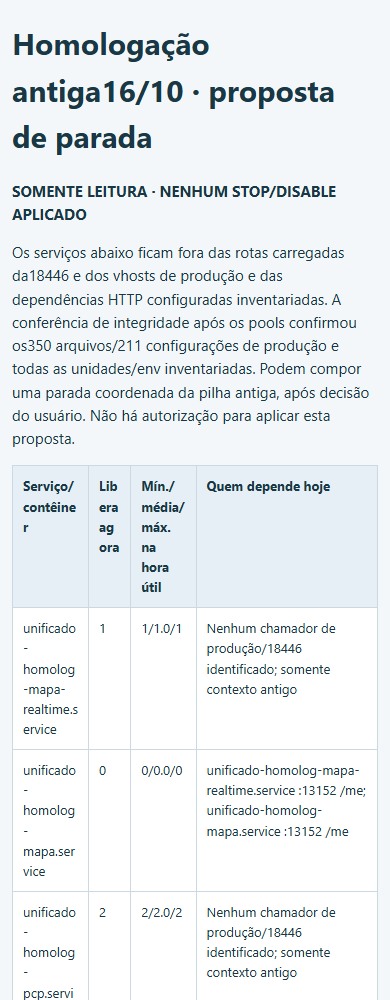 Homologação
antiga16/10 · proposta
de parada
SOMENTE LEITURA · NENHUM STOP/DISABLE
APLICADO
Os serviços abaixo ficam fora das rotas carregadas
da18446 e dos vhosts de produção e das
dependências HTTP configuradas inventariadas. A
conferência de integridade após os pools confirmou
os350 arquivos/211 configurações de produção e
todas as unidades/env inventariadas. Podem compor
uma parada coordenada da pilha antiga, após decisão
do usuário. Não há autorização para aplicar esta
proposta.
Serviço/
contêine
r
Lib
era
ag
ora
Mín./
média/
máx.
na
hora
útil
Quem depende hoje
unificado
-
homolog
-mapa-
realtime.s
ervice
1
1/1.0/1
Nenhum chamador de
produção/18446
identificado; somente
contexto antigo
unificado
-
homolog
-
mapa.ser
vice
0
0/0.0/0
unificado-homolog-mapa-
realtime.service :13152 /me;
unificado-homolog-
mapa.service :13152 /me
unificado
-
homolog
-
pcp.servi
2
2/2.0/2
Nenhum chamador de
produção/18446
identificado; somente
contexto antigo